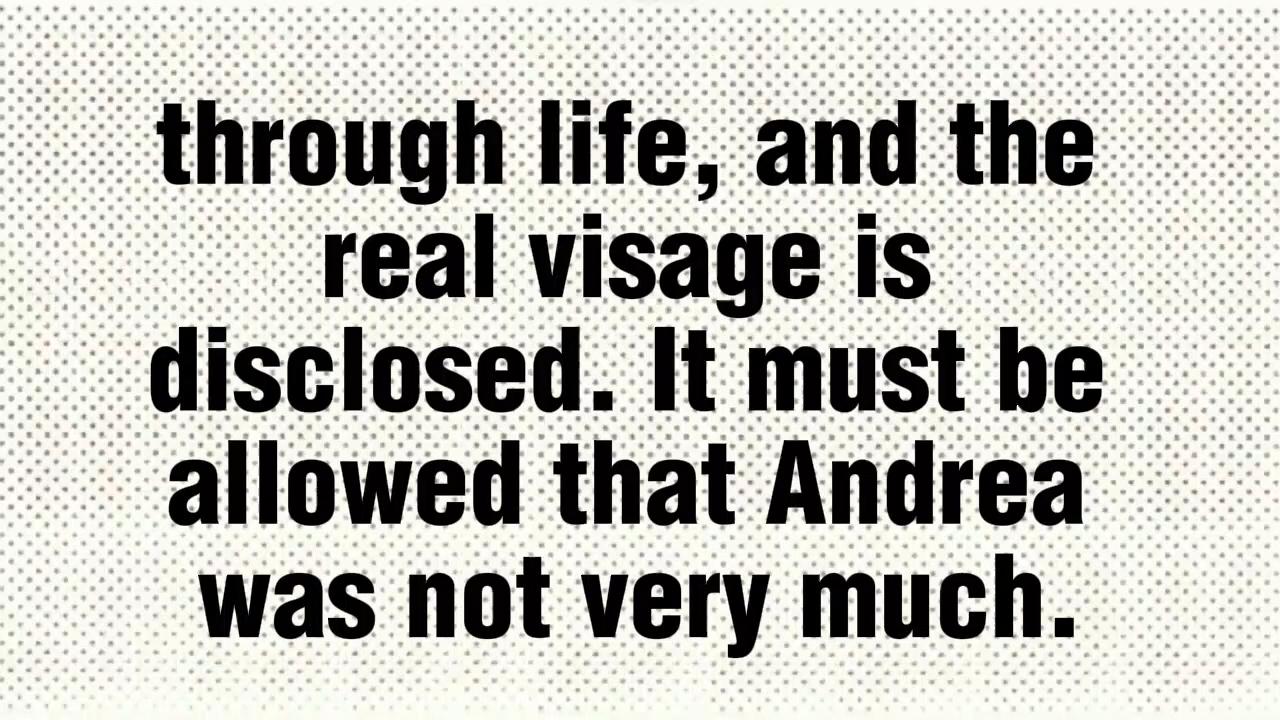 through life, and the
real visage is
disclosed. It must be
allowed that Andrea
was not very much.